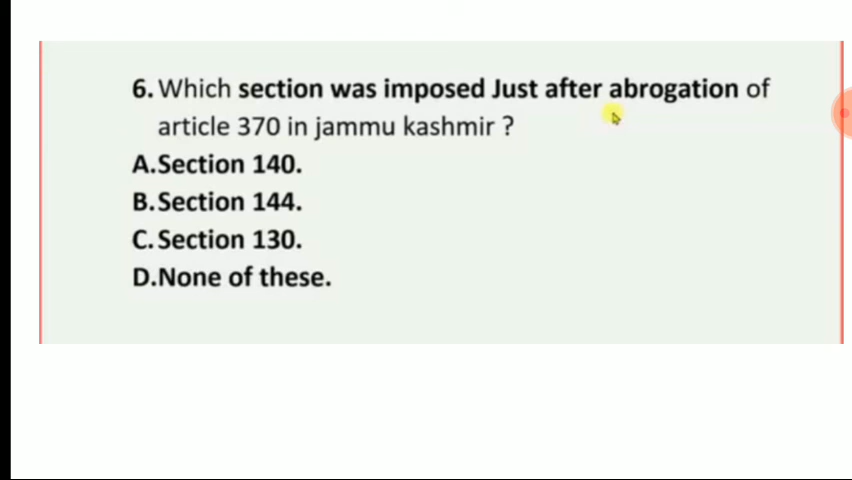 6. Which section was imposed Just after abrogation of
article 370 in jammu kashmir ?
A.Section 140.
B.Section 144.
C.Section 130.
D.None of these.